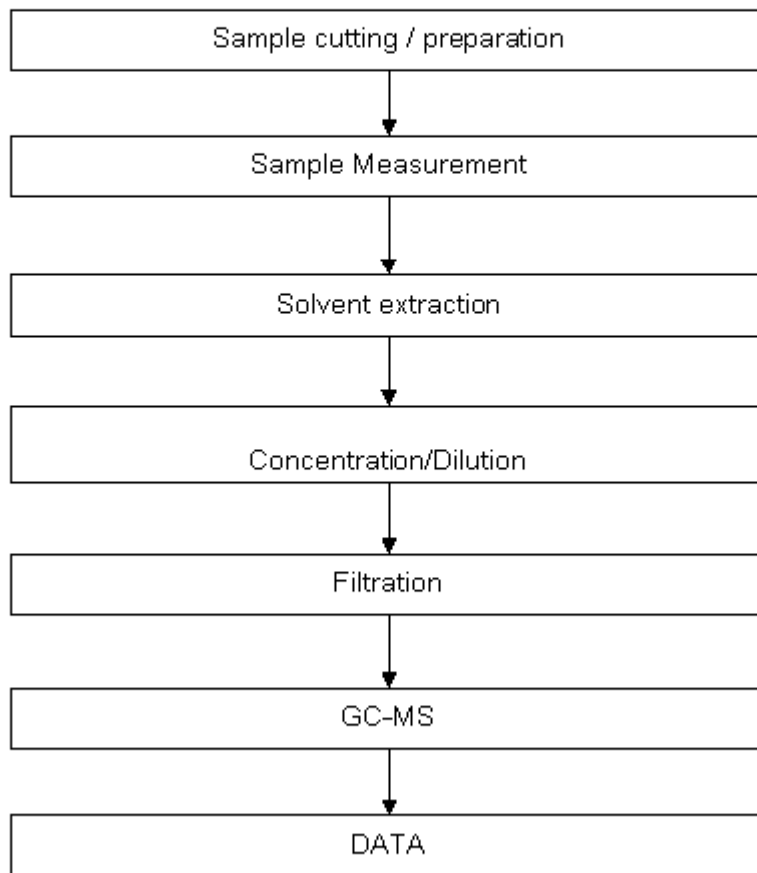 Sample cutting / preparation
Sample Measurement
Solvent extraction
Concentration/Dilution
Filtration
GC-MS
DATA